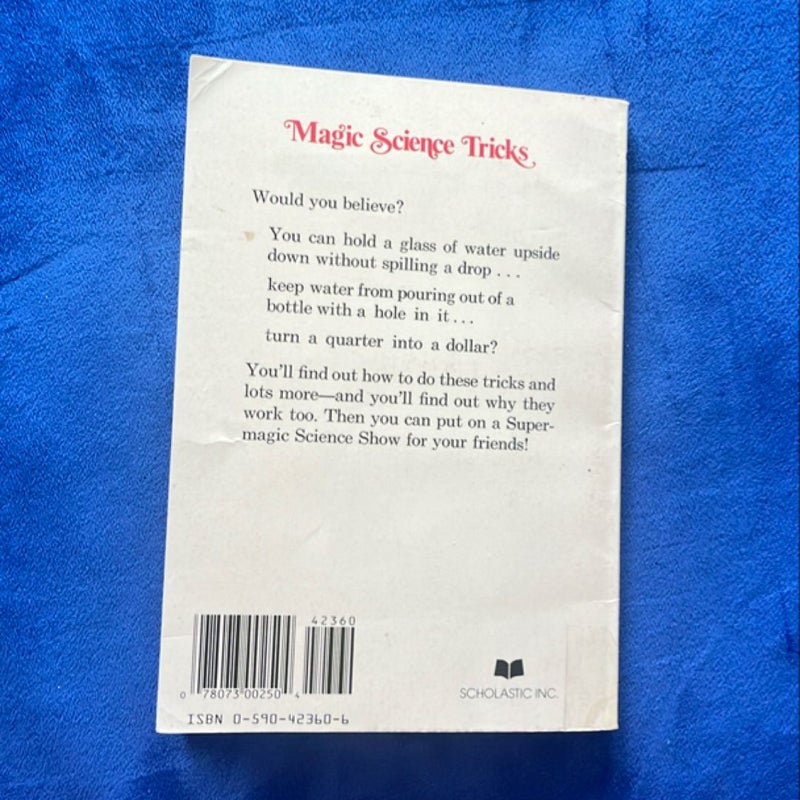 Magic Science Tricks
Would you believe?
You can hold a glass of water upside
down without spilling a drop . . .
keep water from pouring out of a
bottle with a hole in it . . .
turn a quarter into a dollar?
You'll find out how to do these tricks and
lots more—and you'll find out why they
work too. Then you can put on a Super-
magic Science Show for your friends!
42360
0 78073 00250 4
ISBN 0-590-42360-6
SCHOLASTIC INC.